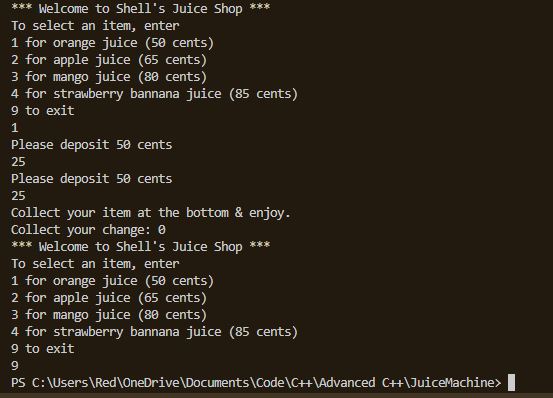 *** Welcome to Shell's Juice Shop ***
To select an item, enter
1 for orange juice (50 cents)
2 for apple juice (65 cents)
3 for mango juice (80 cents)
4 for strawberry bannana juice (85 cents)
9 to exit
1
Please deposit 50 cents
25
Please deposit 50 cents
25
Collect your item at the bottom & enjoy.
Collect your change: 0
*** Welcome to Shell's Juice Shop ***
To select an item, enter
1 for orange juice (50 cents)
2 for apple juice (65 cents)
3 for mango juice (80 cents)
4 for strawberry bannana juice (85 cents)
9 to exit
9
PS C:\Users\Red\OneDrive\Documents\Code\C++\Advanced C++\JuiceMachine>